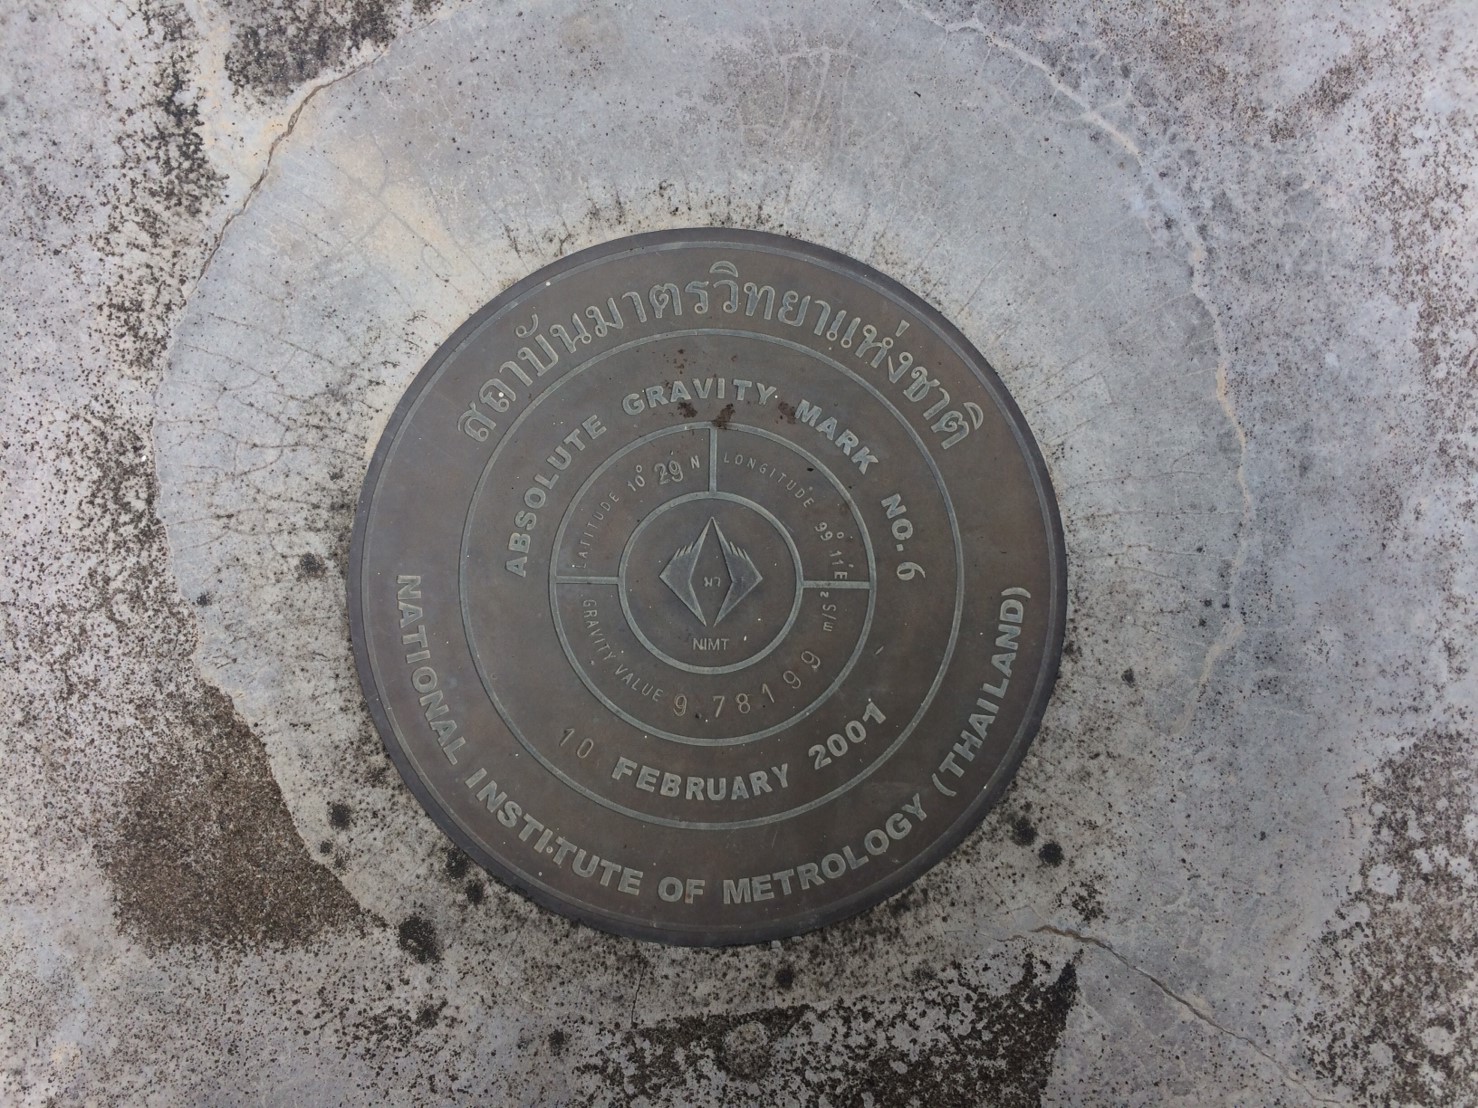 สถาบันมาตรวิทยาแห่งชาติ
ABSOLUTE GRAVITY MARK NO. 6
LATITUDE 10° 29' N
LONGITUDE 99° 11' E
GRAVITY VALUE 9.78199 m/s²
NIMT
10 FEBRUARY 2001
NATIONAL INSTITUTE OF METROLOGY (THAILAND)